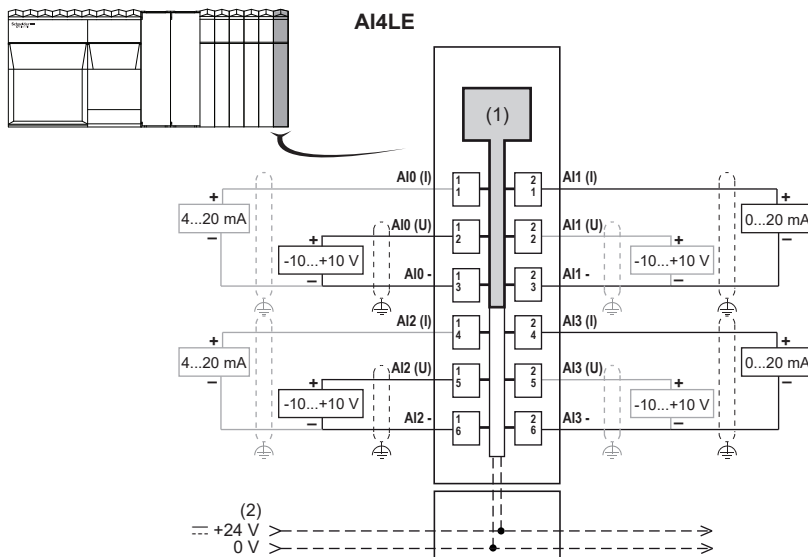 Schneider
AI4LE
(1)
AI0 (I) 1 1 2 1 AI1 (I)
+ 4...20 mA −
+ 0...20 mA −
AI0 (U) 1 2 2 2 AI1 (U)
+ -10...+10 V −
+ -10...+10 V −
AI0 - 1 3 2 3 AI1 -
AI2 (I) 1 4 2 4 AI3 (I)
+ 4...20 mA −
+ 0...20 mA −
AI2 (U) 1 5 2 5 AI3 (U)
+ -10...+10 V −
+ -10...+10 V −
AI2 - 1 6 2 6 AI3 -
(2)
+24 V
0 V